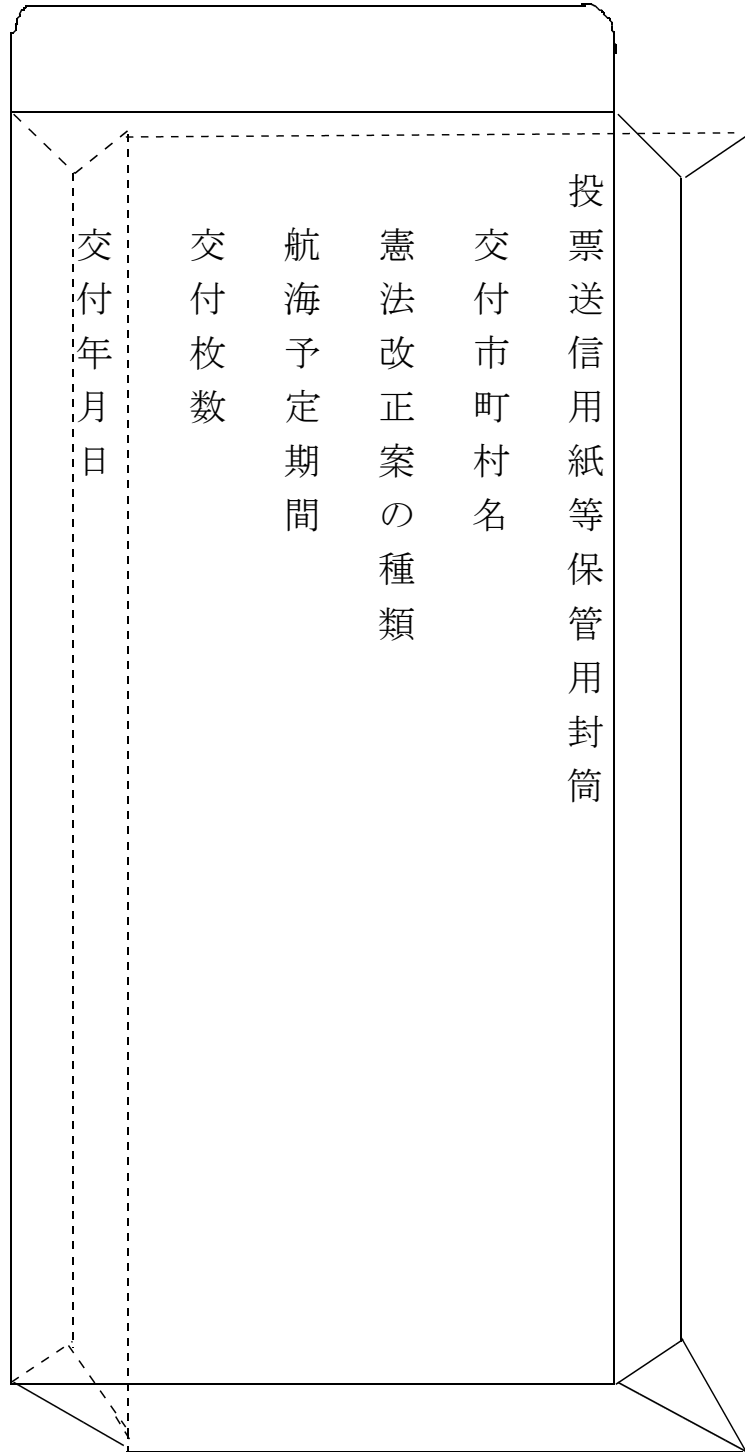 投票送信用紙等保管用封筒
交付市町村名
憲法改正案の種類
航海予定期間
交付枚数
交付年月日